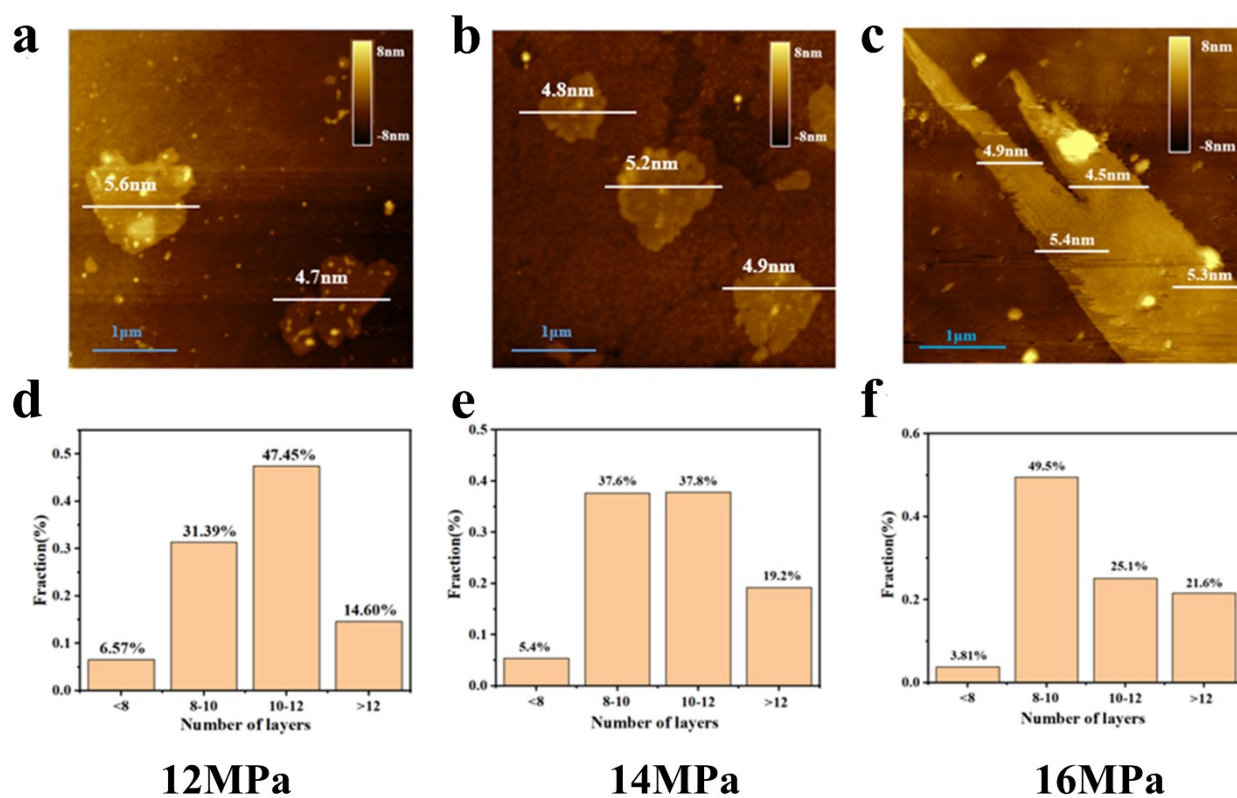 a
8nm
-8nm
5.6nm
4.7nm
1μm
b
8nm
-8nm
4.8nm
5.2nm
4.9nm
1μm
c
8nm
-8nm
4.9nm
4.5nm
5.4nm
5.3nm
1μm
d
0.5
0.4
0.3
0.2
0.1
0.0
Fraction(%)
6.57%
31.39%
47.45%
14.60%
<8
8-10
10-12
>12
Number of layers
e
0.5
0.4
0.3
0.2
0.1
0.0
Fraction(%)
5.4%
37.6%
37.8%
19.2%
<8
8-10
10-12
>12
Number of layers
f
0.6
0.4
0.2
0.0
Fraction(%)
3.81%
49.5%
25.1%
21.6%
<8
8-10
10-12
>12
Number of layers
12MPa
14MPa
16MPa